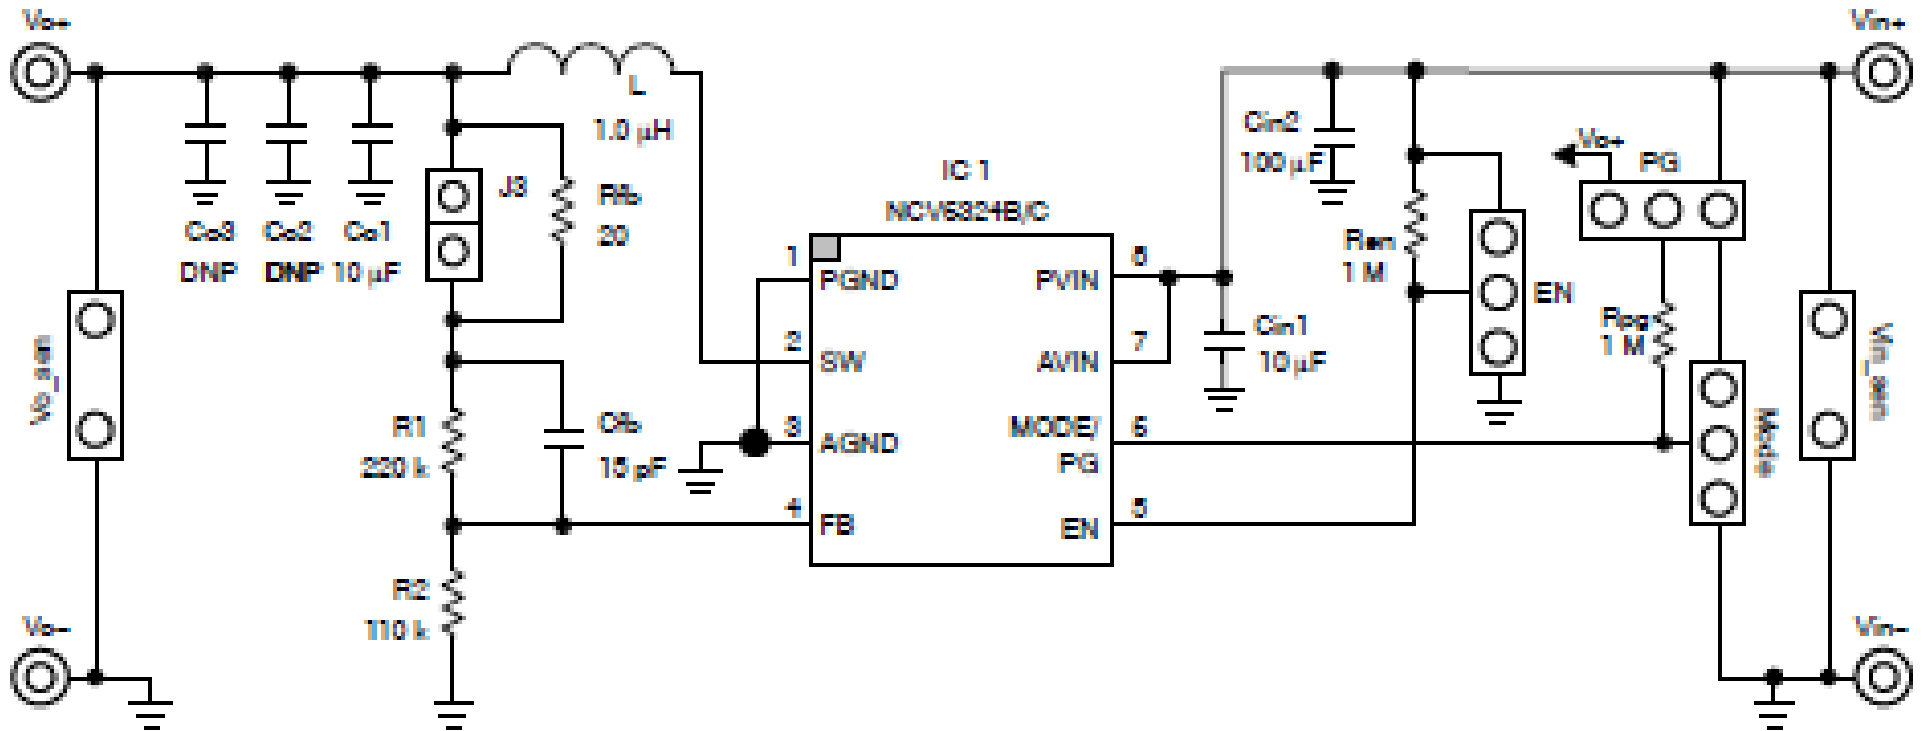 Vo+
Vin+
L
1.0 µH
Cin2
100 µF
Vo+
PG
IC 1
NCV6324B/C
J3
Rfb
20
Co3
DNP
Co2
DNP
Co1
10 µF
Ren
1 M
EN
1
PGND
PVIN
8
2
SW
AVIN
7
Cin1
10 µF
Rpg
1 M
Vo_sen
Vin_sen
R1
220 k
Cfb
15 pF
3
AGND
MODE/
PG
6
Mode
4
FB
EN
5
R2
110 k
Vo−
Vin−